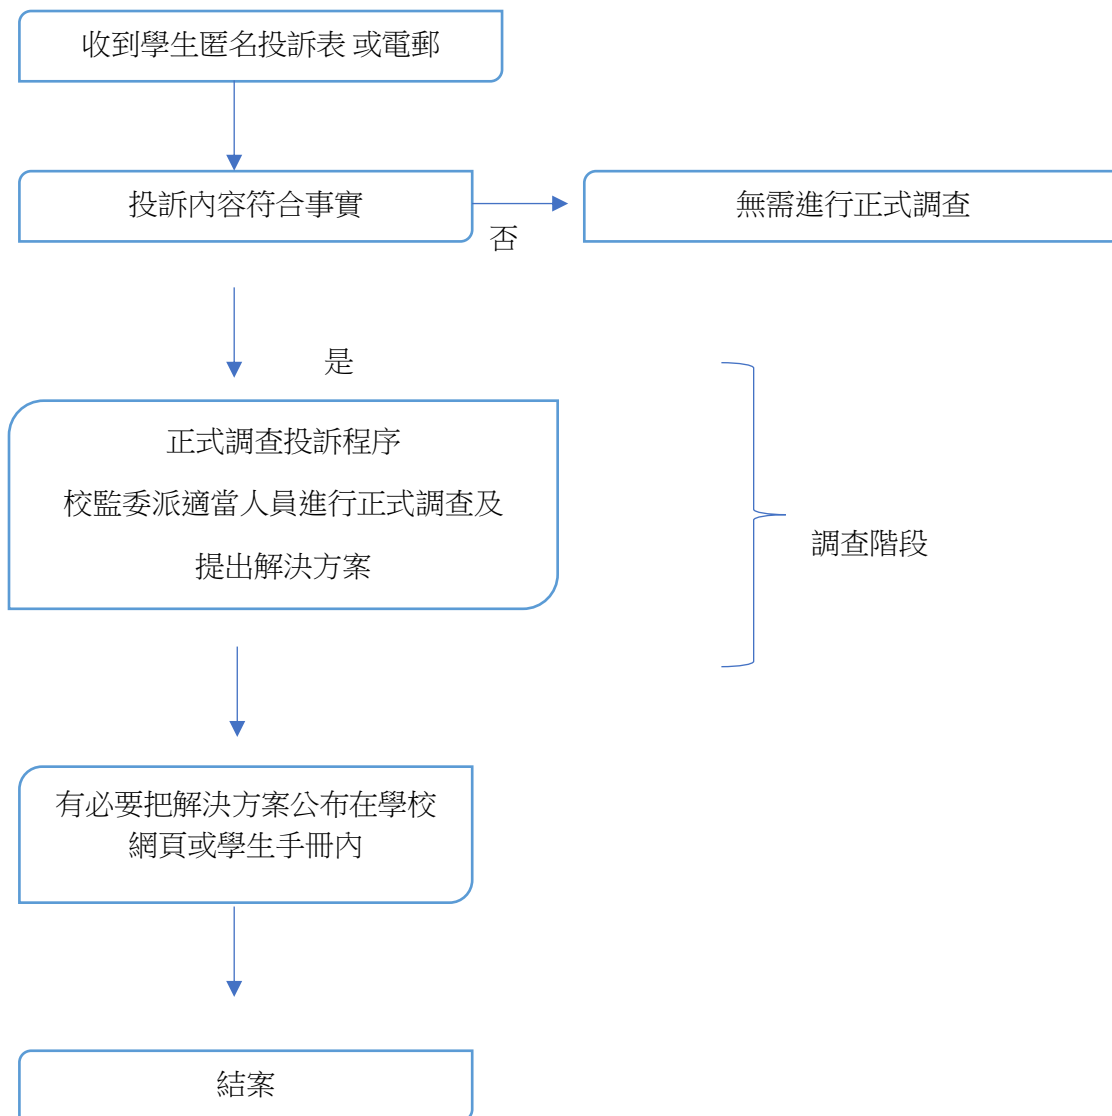 收到學生匿名投訴表 或電郵
投訴內容符合事實
無需進行正式調查
否
是
正式調查投訴程序
校監委派適當人員進行正式調查及
提出解決方案
調查階段
有必要把解決方案公布在學校
網頁或學生手冊內
結案